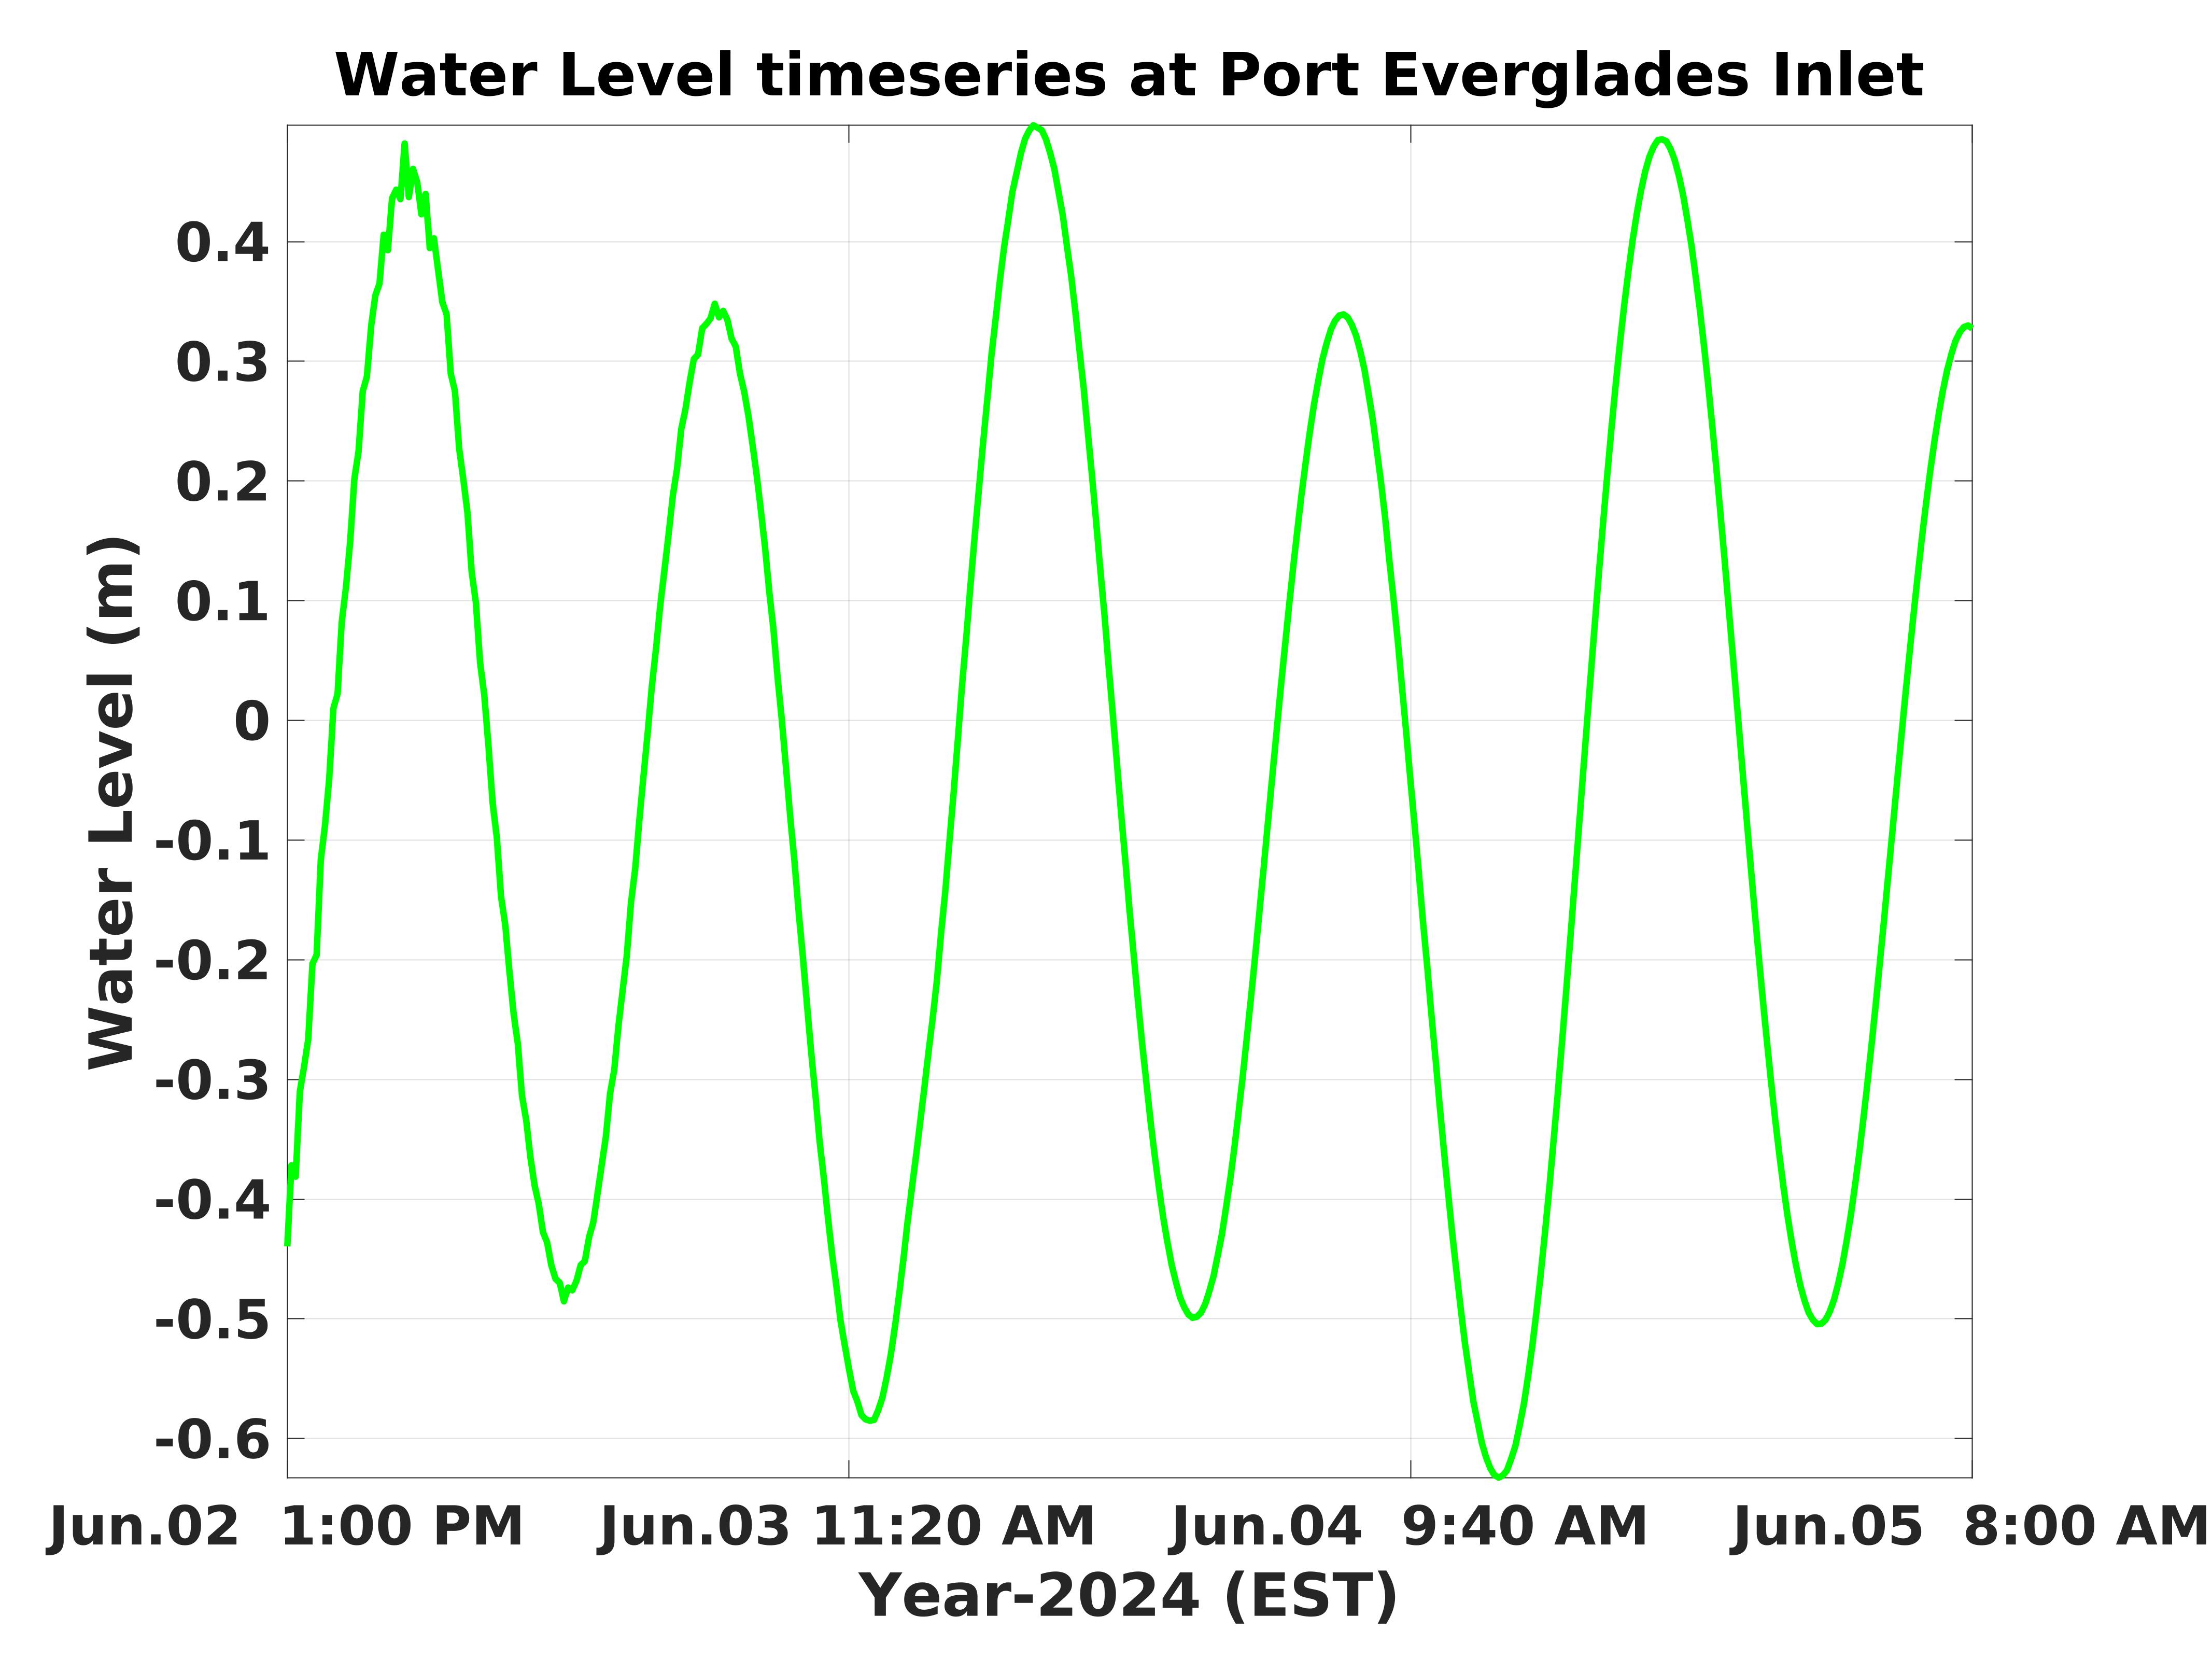 Water Level timeseries at Port Everglades Inlet
0.4
0.3
0.2
0.1
0
-0.1
-0.2
-0.3
-0.4
-0.5
-0.6
Water Level (m)
Jun.02 1:00 PM Jun.03 11:20 AM Jun.04 9:40 AM Jun.05 8:00 AM
Year-2024 (EST)